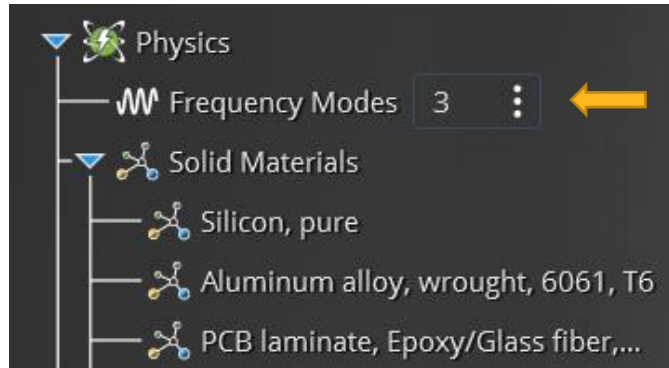 Physics
Frequency Modes 3
Solid Materials
Silicon, pure
Aluminum alloy, wrought, 6061, T6
PCB laminate, Epoxy/Glass fiber,...